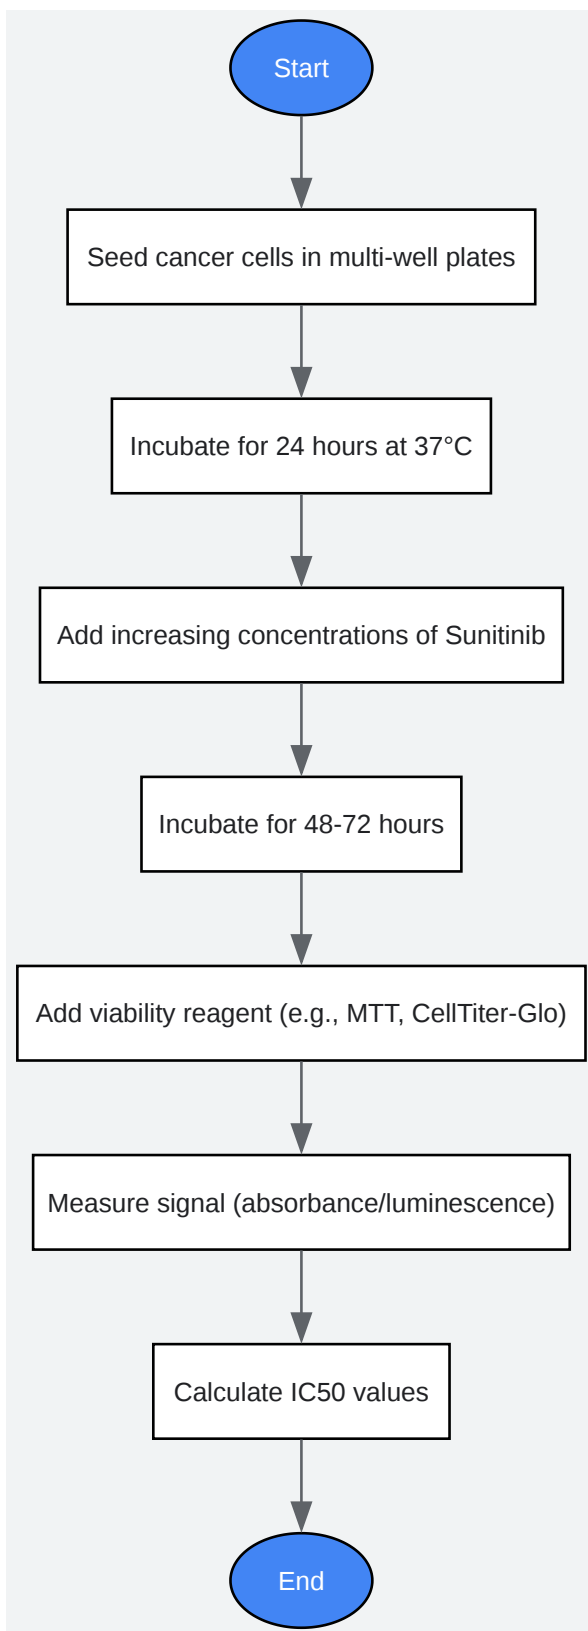 Start
Seed cancer cells in multi-well plates
Incubate for 24 hours at 37°C
Add increasing concentrations of Sunitinib
Incubate for 48-72 hours
Add viability reagent (e.g., MTT, CellTiter-Glo)
Measure signal (absorbance/luminescence)
Calculate IC50 values
End